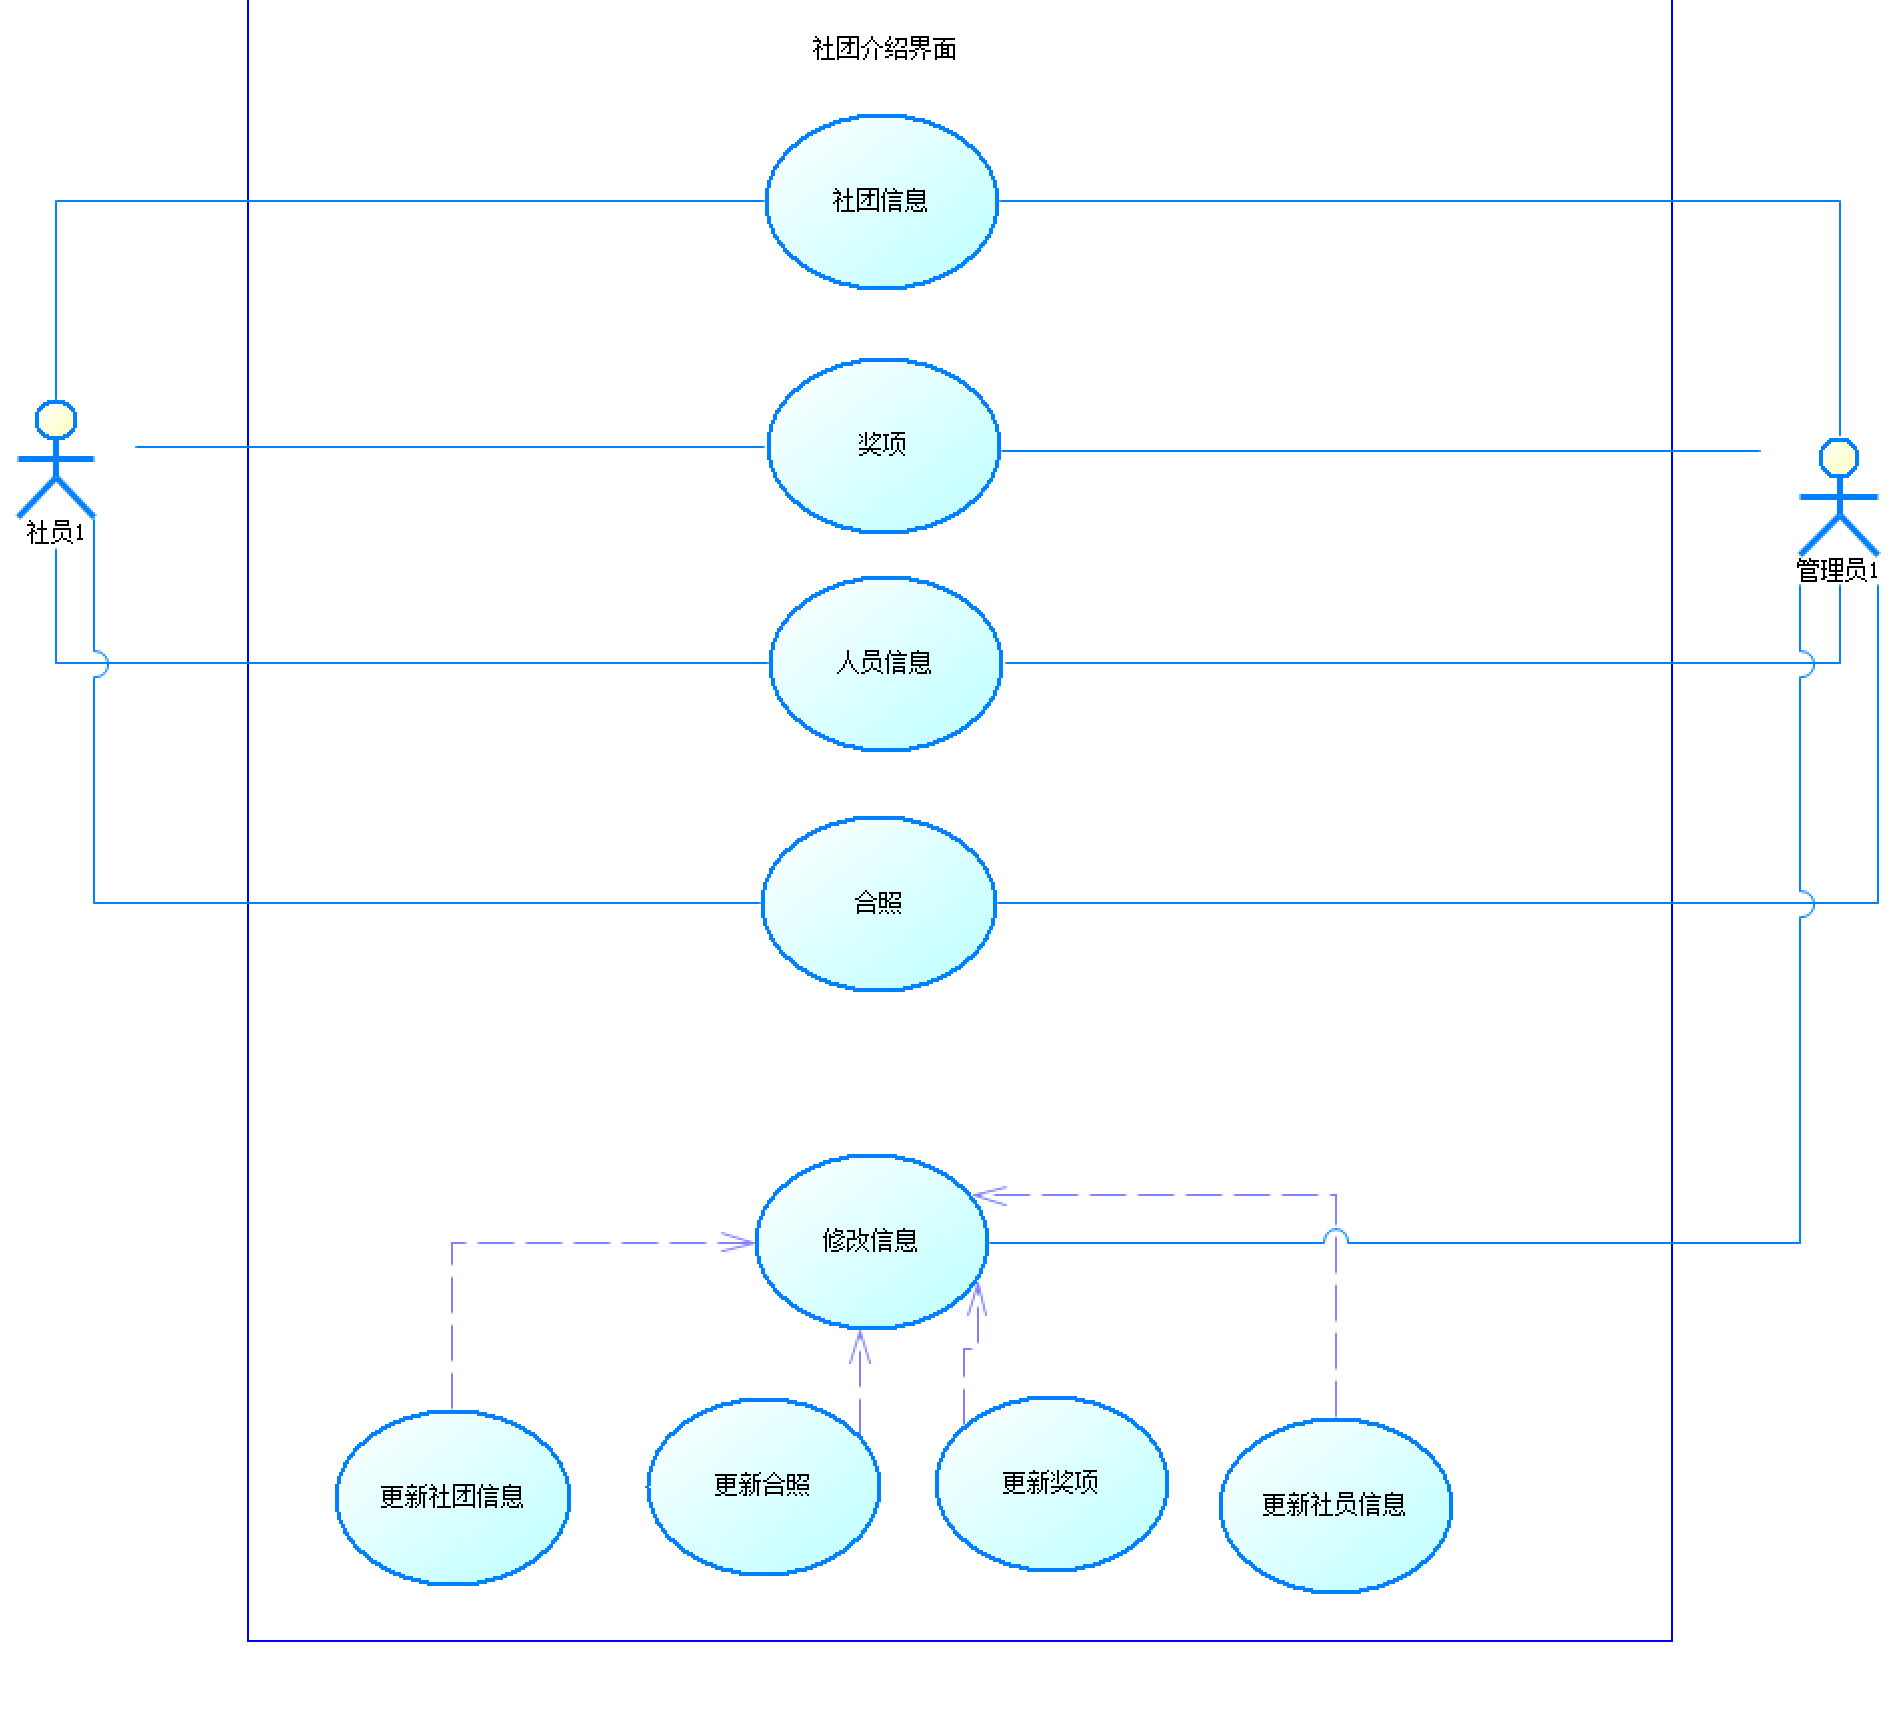 社团介绍界面
社团信息
奖项
社员1
管理员1
人员信息
合照
修改信息
更新社团信息
更新合照
更新奖项
更新社员信息